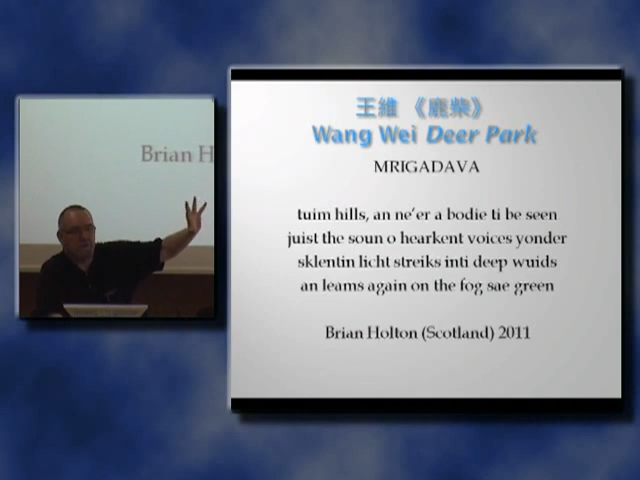 Brian H
王維 《鹿柴》
Wang Wei Deer Park
MRIGADAVA
tuim hills, an ne'er a bodie ti be seen
juist the soun o hearkent voices yonder
sklentin licht streiks inti deep wuids
an leams again on the fog sae green
Brian Holton (Scotland) 2011